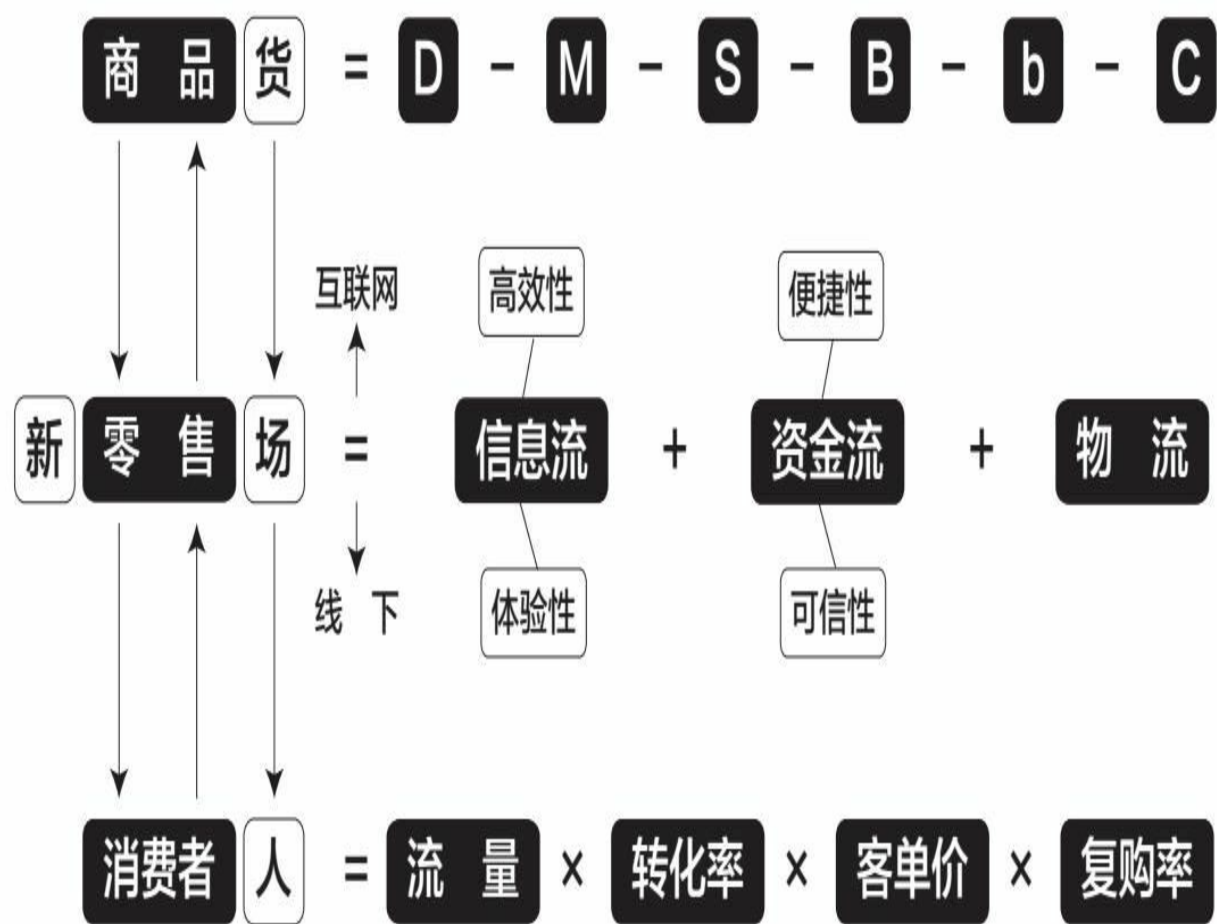 商品 货 = D - M - S - B - b - C
互联网 高效性 便捷性
新 零售 场 = 信息流 + 资金流 + 物流
线下 体验性 可信性
消费者 人 = 流量 × 转化率 × 客单价 × 复购率